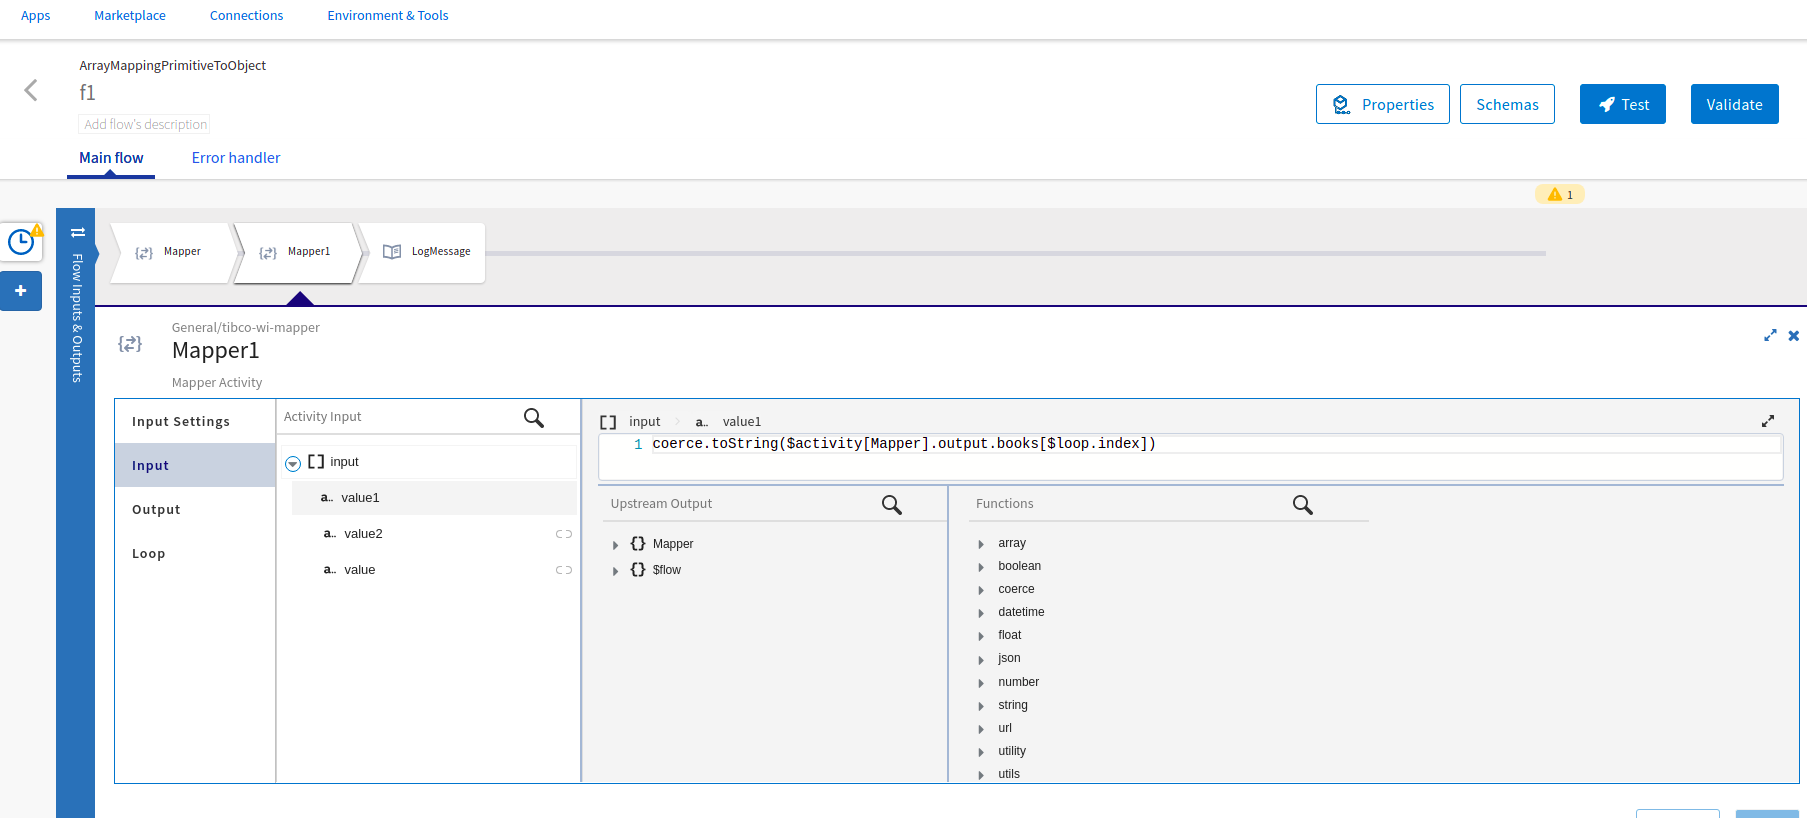 Apps Marketplace Connections Environment & Tools
ArrayMappingPrimitiveToObject
f1
Add flow's description
Properties Schemas Test Validate
Main flow Error handler
1
Flow Inputs & Outputs
Mapper Mapper1 LogMessage
General/tibco-wi-mapper
Mapper1
Mapper Activity
Input Settings
Input
Output
Loop
Activity Input
[] input
a.. value1
a.. value2
a.. value
[] input a.. value1
1 coerce.toString($activity[Mapper].output.books[$loop.index])
Upstream Output
{} Mapper
{} $flow
Functions
array
boolean
coerce
datetime
float
json
number
string
url
utility
utils